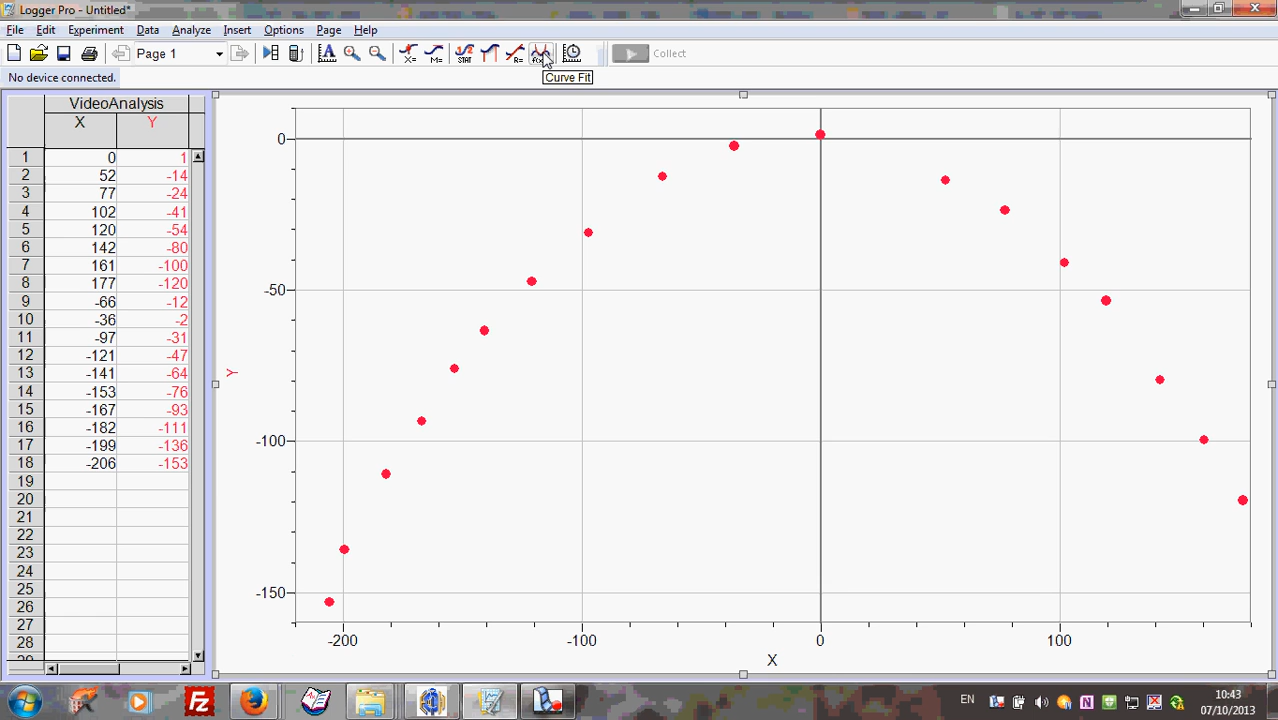 Logger Pro - Untitled*
File Edit Experiment Data Analyze Insert Options Page Help
Page 1 X= M= STAT R= Collect
No device connected. Curve Fit
VideoAnalysis
X Y
1 0 1
2 52 -14
3 77 -24
4 102 -41
5 120 -54
6 142 -80
7 161 -100
8 177 -120
9 -66 -12
10 -36 -2
11 -97 -31
12 -121 -47
13 -141 -64
14 -153 -76
15 -167 -93
16 -182 -111
17 -199 -136
18 -206 -153
19
20
21
22
23
24
25
26
27
28
29
0
-50
-100
-150
Y
-200 -100 0 100
X
Fz EN 10:43
07/10/2013